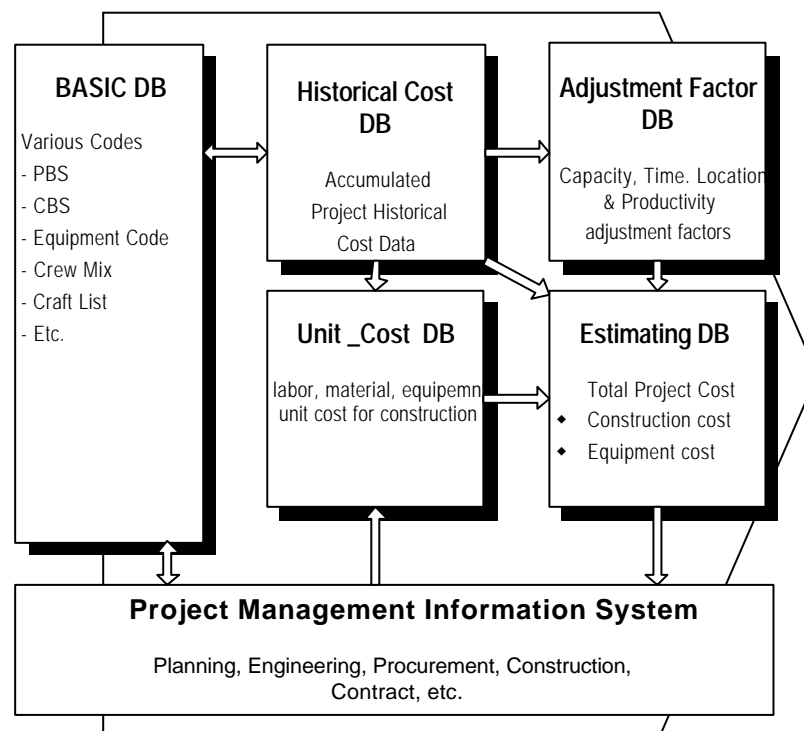 BASIC DB
Various Codes
- PBS
- CBS
- Equipment Code
- Crew Mix
- Craft List
- Etc.
Historical Cost
DB
Accumulated
Project Historical
Cost Data
Adjustment Factor
DB
Capacity, Time. Location
& Productivity
adjustment factors
Unit _Cost DB
labor, material, equipemn
unit cost for construction
Estimating DB
Total Project Cost
◆ Construction cost
◆ Equipment cost
Project Management Information System
Planning, Engineering, Procurement, Construction,
Contract, etc.